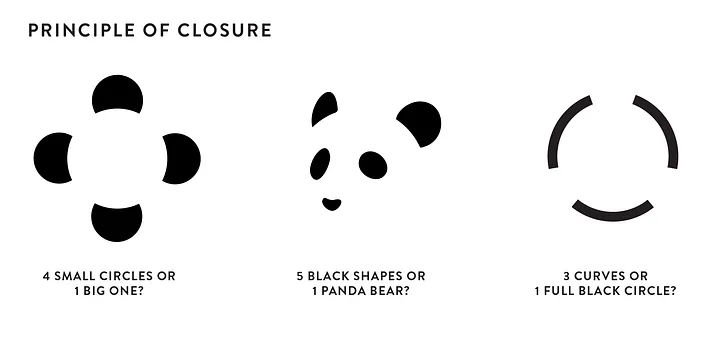 PRINCIPLE OF CLOSURE
4 SMALL CIRCLES OR
1 BIG ONE?
5 BLACK SHAPES OR
1 PANDA BEAR?
3 CURVES OR
1 FULL BLACK CIRCLE?